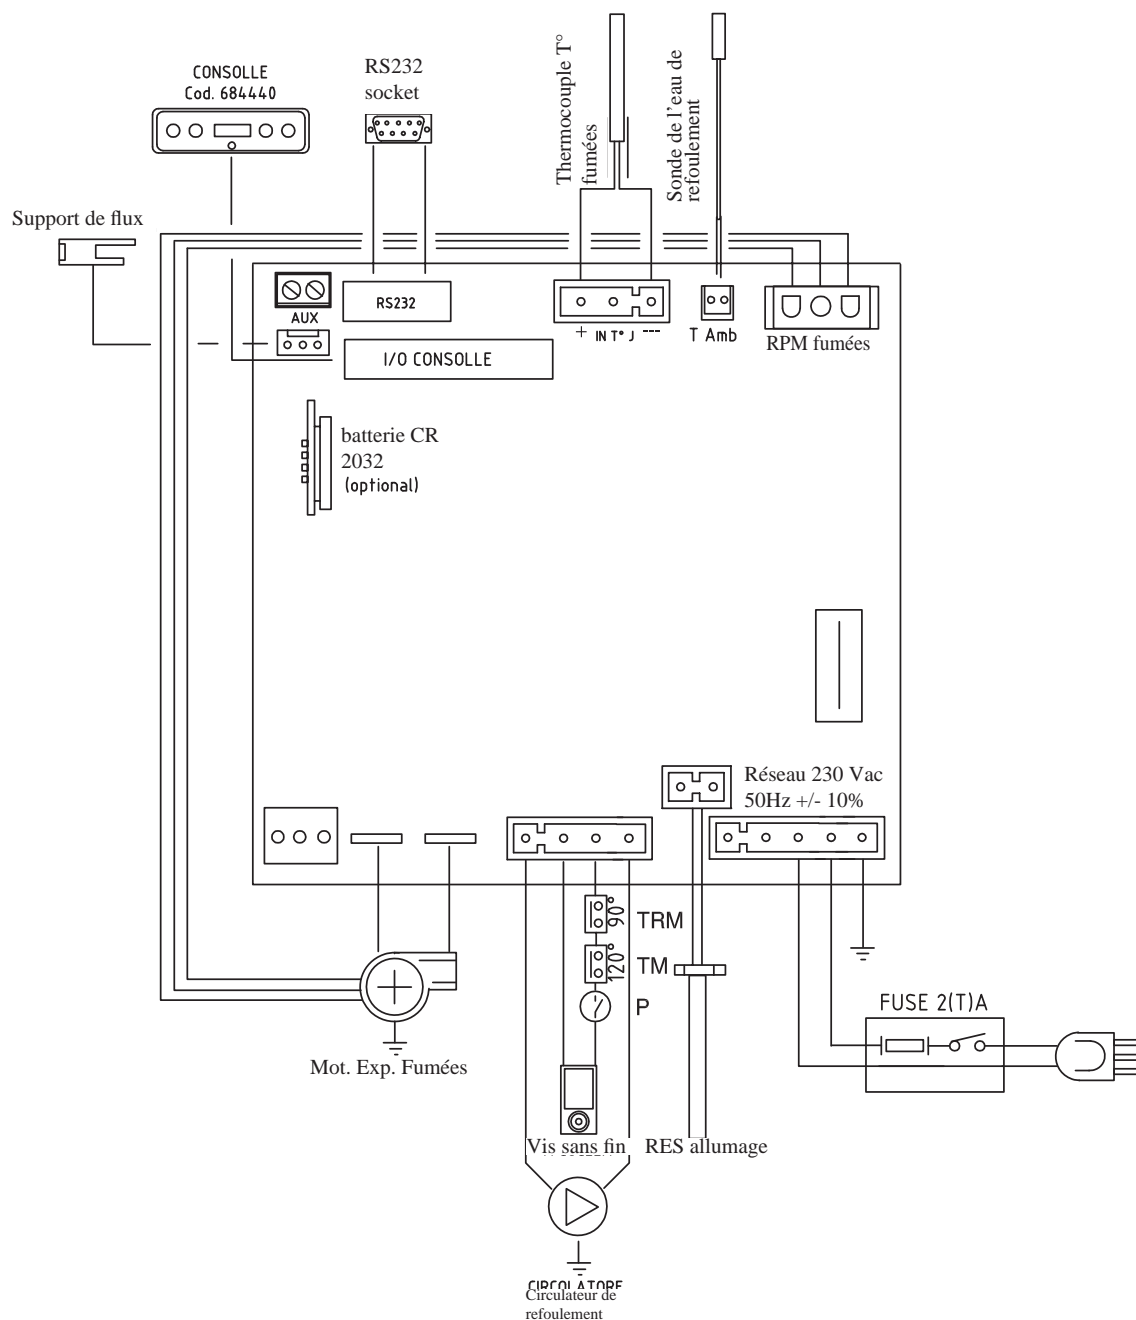 CONSOLLE
Cod. 684440
RS232
socket
Thermocouple T°
fumées
Sonde de l'eau de
refoulement
Support de flux
AUX
RS232
+ IN T° J ---
T Amb
RPM fumées
I/O CONSOLLE
batterie CR
2032
(optional)
Réseau 230 Vac
50Hz +/- 10%
90°
TRM
120°
TM
P
FUSE 2(T)A
Mot. Exp. Fumées
Vis sans fin
RES allumage
CIRCOLATORE
Circulateur de
refoulement